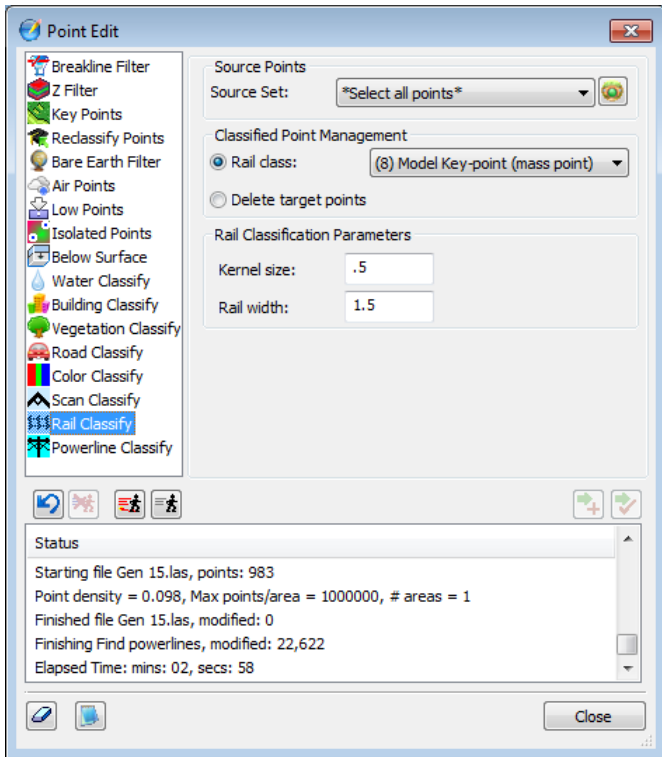 Point Edit
Breakline Filter
Z Filter
Key Points
Reclassify Points
Bare Earth Filter
Air Points
Low Points
Isolated Points
Below Surface
Water Classify
Building Classify
Vegetation Classify
Road Classify
Color Classify
Scan Classify
Rail Classify
Powerline Classify
Source Points
Source Set: *Select all points*
Classified Point Management
Rail class: (8) Model Key-point (mass point)
Delete target points
Rail Classification Parameters
Kernel size: .5
Rail width: 1.5
Status
Starting file Gen 15.las, points: 983
Point density = 0.098, Max points/area = 1000000, # areas = 1
Finished file Gen 15.las, modified: 0
Finishing Find powerlines, modified: 22,622
Elapsed Time: mins: 02, secs: 58
Close